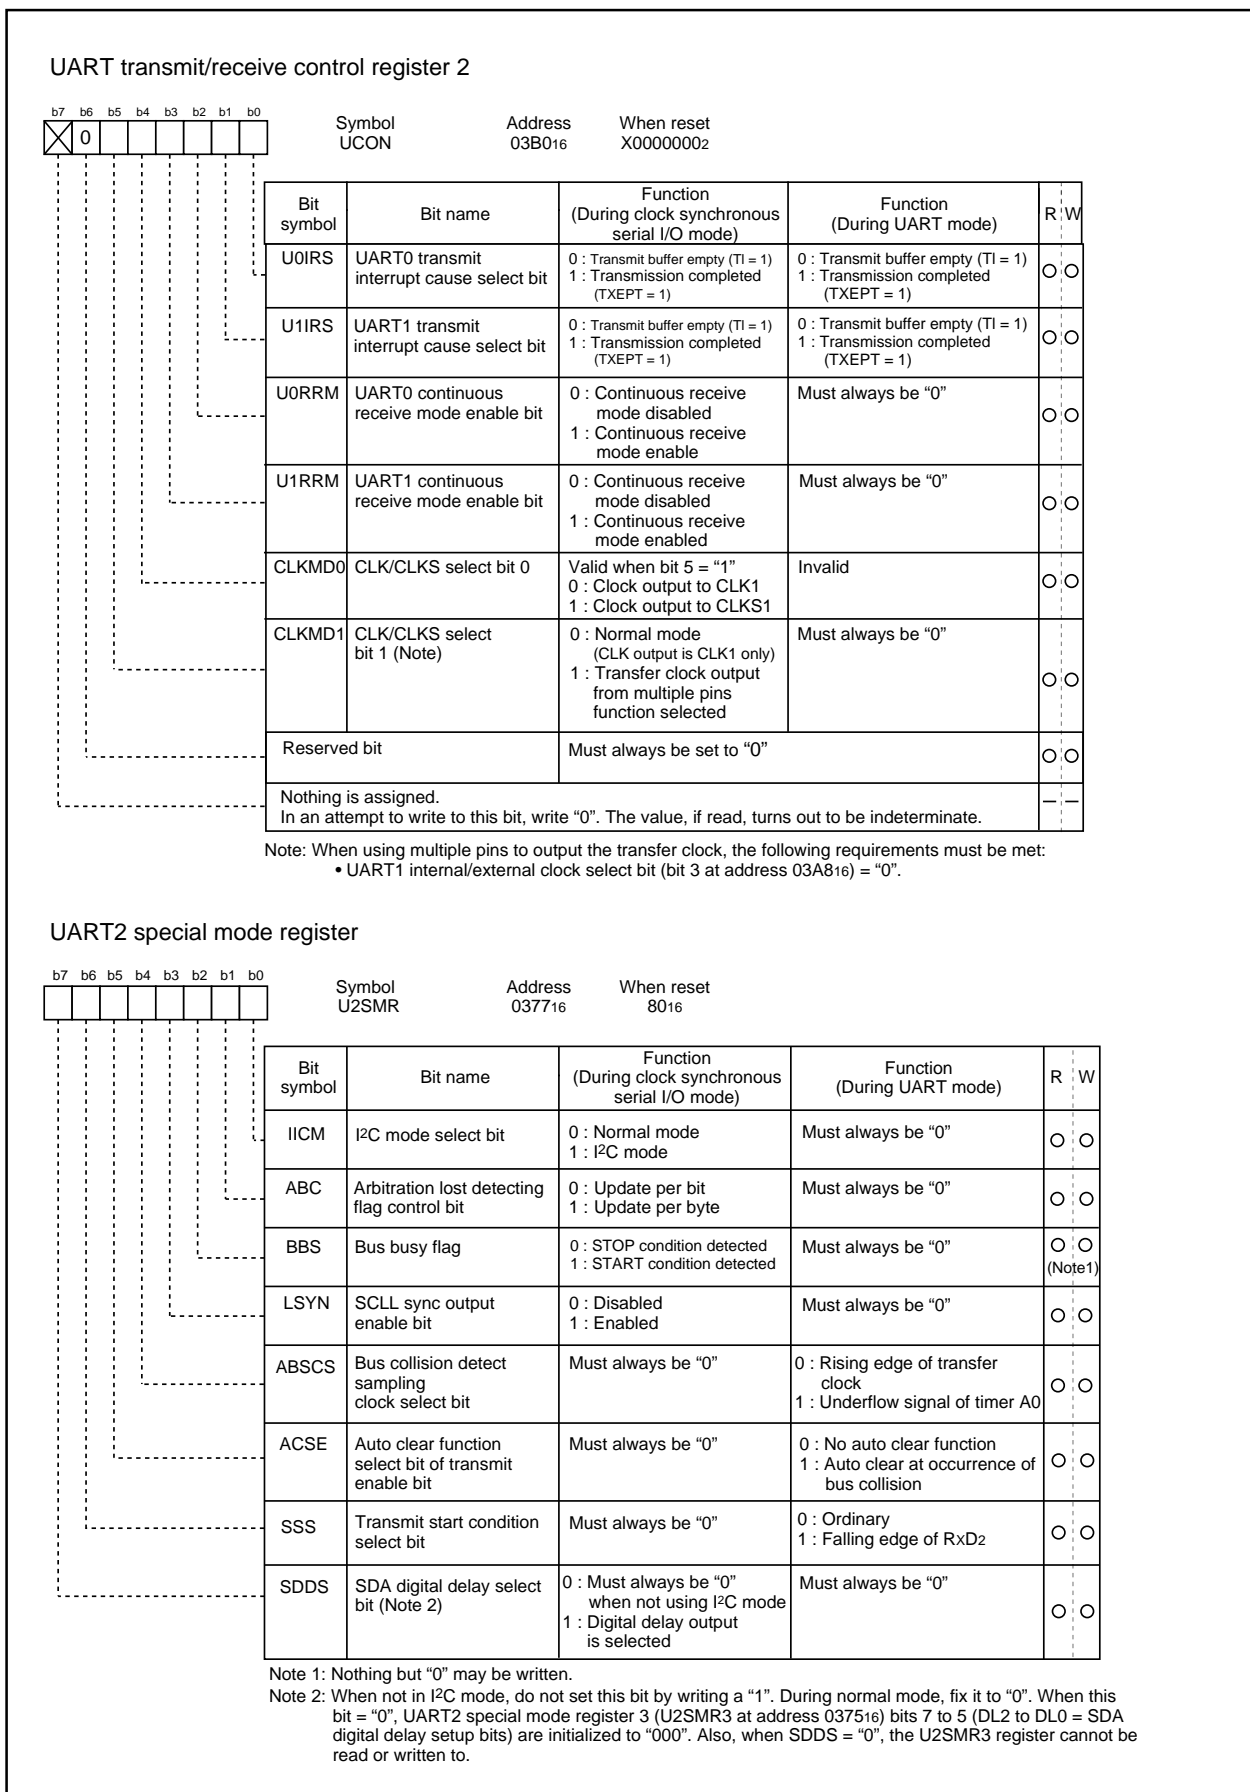 UART transmit/receive control register 2
b7 b6 b5 b4 b3 b2 b1 b0
0
Symbol Address When reset
UCON 03B016 X00000002
Bit symbol Bit name Function (During clock synchronous serial I/O mode) Function (During UART mode) R W
U0IRS UART0 transmit interrupt cause select bit 0 : Transmit buffer empty (TI = 1) 1 : Transmission completed (TXEPT = 1) 0 : Transmit buffer empty (TI = 1) 1 : Transmission completed (TXEPT = 1)
U1IRS UART1 transmit interrupt cause select bit 0 : Transmit buffer empty (TI = 1) 1 : Transmission completed (TXEPT = 1) 0 : Transmit buffer empty (TI = 1) 1 : Transmission completed (TXEPT = 1)
U0RRM UART0 continuous receive mode enable bit 0 : Continuous receive mode disabled 1 : Continuous receive mode enable Must always be “0”
U1RRM UART1 continuous receive mode enable bit 0 : Continuous receive mode disabled 1 : Continuous receive mode enabled Must always be “0”
CLKMD0 CLK/CLKS select bit 0 Valid when bit 5 = “1” 0 : Clock output to CLK1 1 : Clock output to CLKS1 Invalid
CLKMD1 CLK/CLKS select bit 1 (Note) 0 : Normal mode (CLK output is CLK1 only) 1 : Transfer clock output from multiple pins function selected Must always be “0”
Reserved bit Must always be set to “0”
Nothing is assigned.
In an attempt to write to this bit, write “0”. The value, if read, turns out to be indeterminate.
Note: When using multiple pins to output the transfer clock, the following requirements must be met:
• UART1 internal/external clock select bit (bit 3 at address 03A816) = “0”.
UART2 special mode register
b7 b6 b5 b4 b3 b2 b1 b0
Symbol Address When reset
U2SMR 037716 8016
Bit symbol Bit name Function (During clock synchronous serial I/O mode) Function (During UART mode) R W
IICM I2C mode select bit 0 : Normal mode 1 : I2C mode Must always be “0”
ABC Arbitration lost detecting flag control bit 0 : Update per bit 1 : Update per byte Must always be “0”
BBS Bus busy flag 0 : STOP condition detected 1 : START condition detected Must always be “0” (Note1)
LSYN SCLL sync output enable bit 0 : Disabled 1 : Enabled Must always be “0”
ABSCS Bus collision detect sampling clock select bit Must always be “0” 0 : Rising edge of transfer clock 1 : Underflow signal of timer A0
ACSE Auto clear function select bit of transmit enable bit Must always be “0” 0 : No auto clear function 1 : Auto clear at occurrence of bus collision
SSS Transmit start condition select bit Must always be “0” 0 : Ordinary 1 : Falling edge of RxD2
SDDS SDA digital delay select bit (Note 2) 0 : Must always be “0” when not using I2C mode 1 : Digital delay output is selected Must always be “0”
Note 1: Nothing but “0” may be written.
Note 2: When not in I2C mode, do not set this bit by writing a “1”. During normal mode, fix it to “0”. When this
bit = “0”, UART2 special mode register 3 (U2SMR3 at address 037516) bits 7 to 5 (DL2 to DL0 = SDA
digital delay setup bits) are initialized to “000”. Also, when SDDS = “0”, the U2SMR3 register cannot be
read or written to.